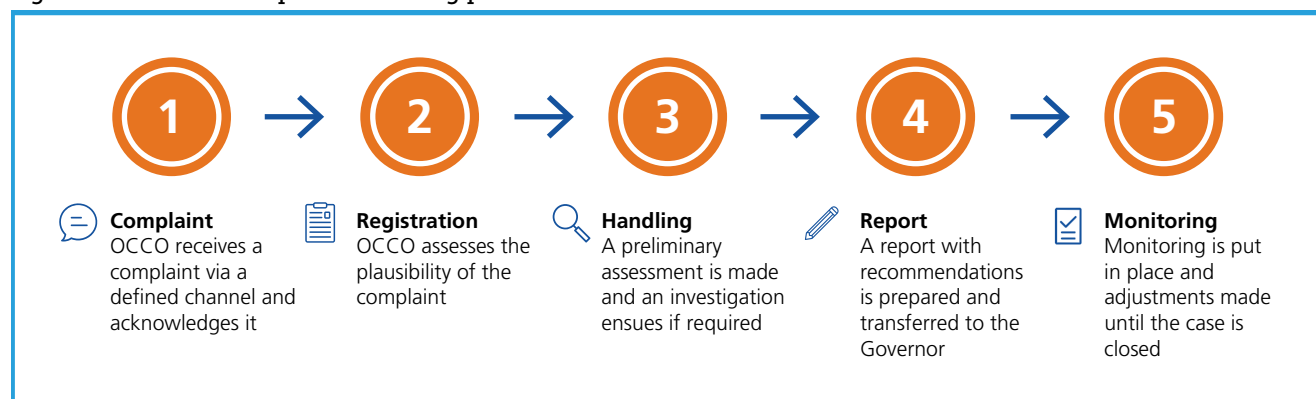 1
2
3
4
5
Complaint
OCCO receives a
complaint via a
defined channel and
acknowledges it
Registration
OCCO assesses the
plausibility of the
complaint
Handling
A preliminary
assessment is made
and an investigation
ensues if required
Report
A report with
recommendations
is prepared and
transferred to the
Governor
Monitoring
Monitoring is put
in place and
adjustments made
until the case is
closed